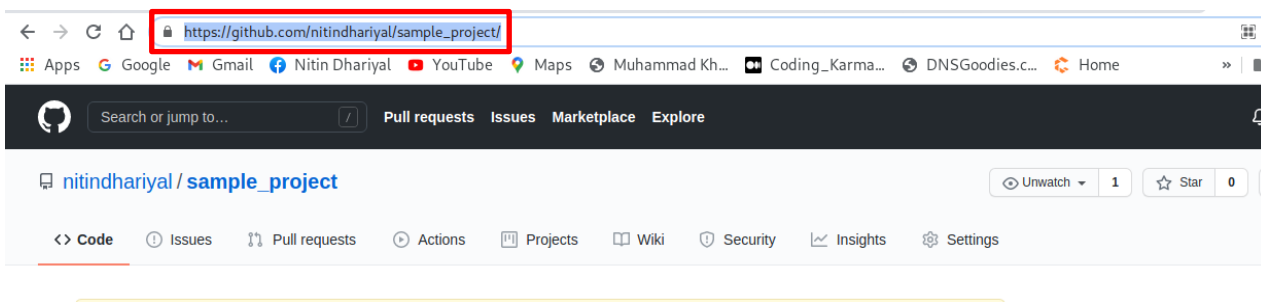 https://github.com/nitindhariyal/sample_project/
Apps Google Gmail Nitin Dhariyal YouTube Maps Muhammad Kh... Coding_Karma... DNSGoodies.c... Home »
Search or jump to... / Pull requests Issues Marketplace Explore
nitindhariyal / sample_project Unwatch 1 Star 0
<> Code Issues Pull requests Actions Projects Wiki Security Insights Settings